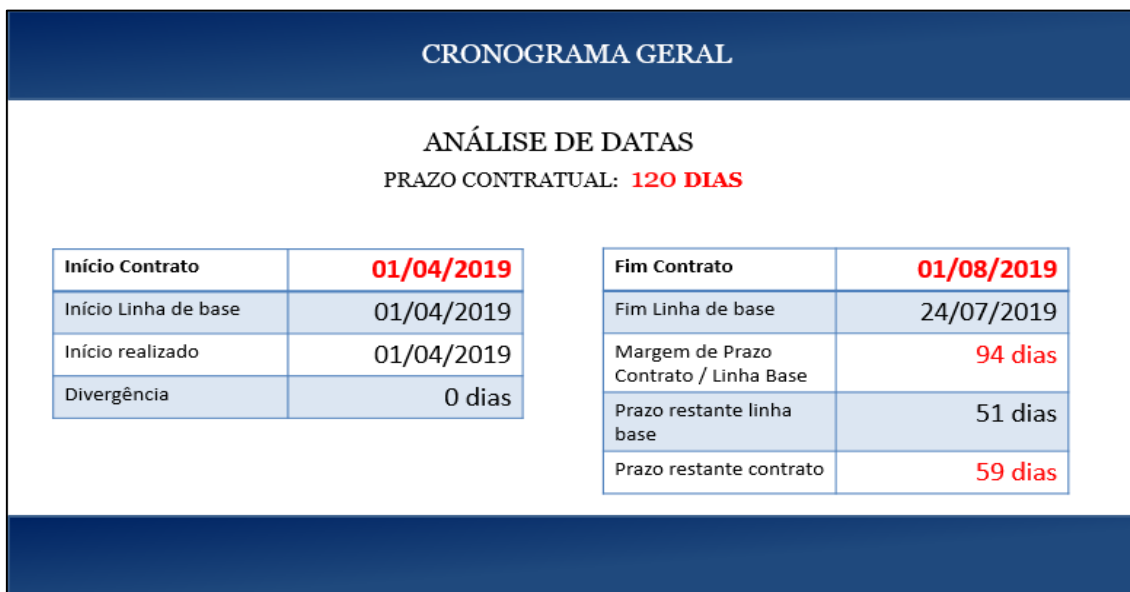 CRONOGRAMA GERAL
ANÁLISE DE DATAS
PRAZO CONTRATUAL: 120 DIAS
Início Contrato 01/04/2019
Início Linha de base 01/04/2019
Início realizado 01/04/2019
Divergência 0 dias
Fim Contrato 01/08/2019
Fim Linha de base 24/07/2019
Margem de Prazo 94 dias
Contrato / Linha Base
Prazo restante linha 51 dias
base
Prazo restante contrato 59 dias